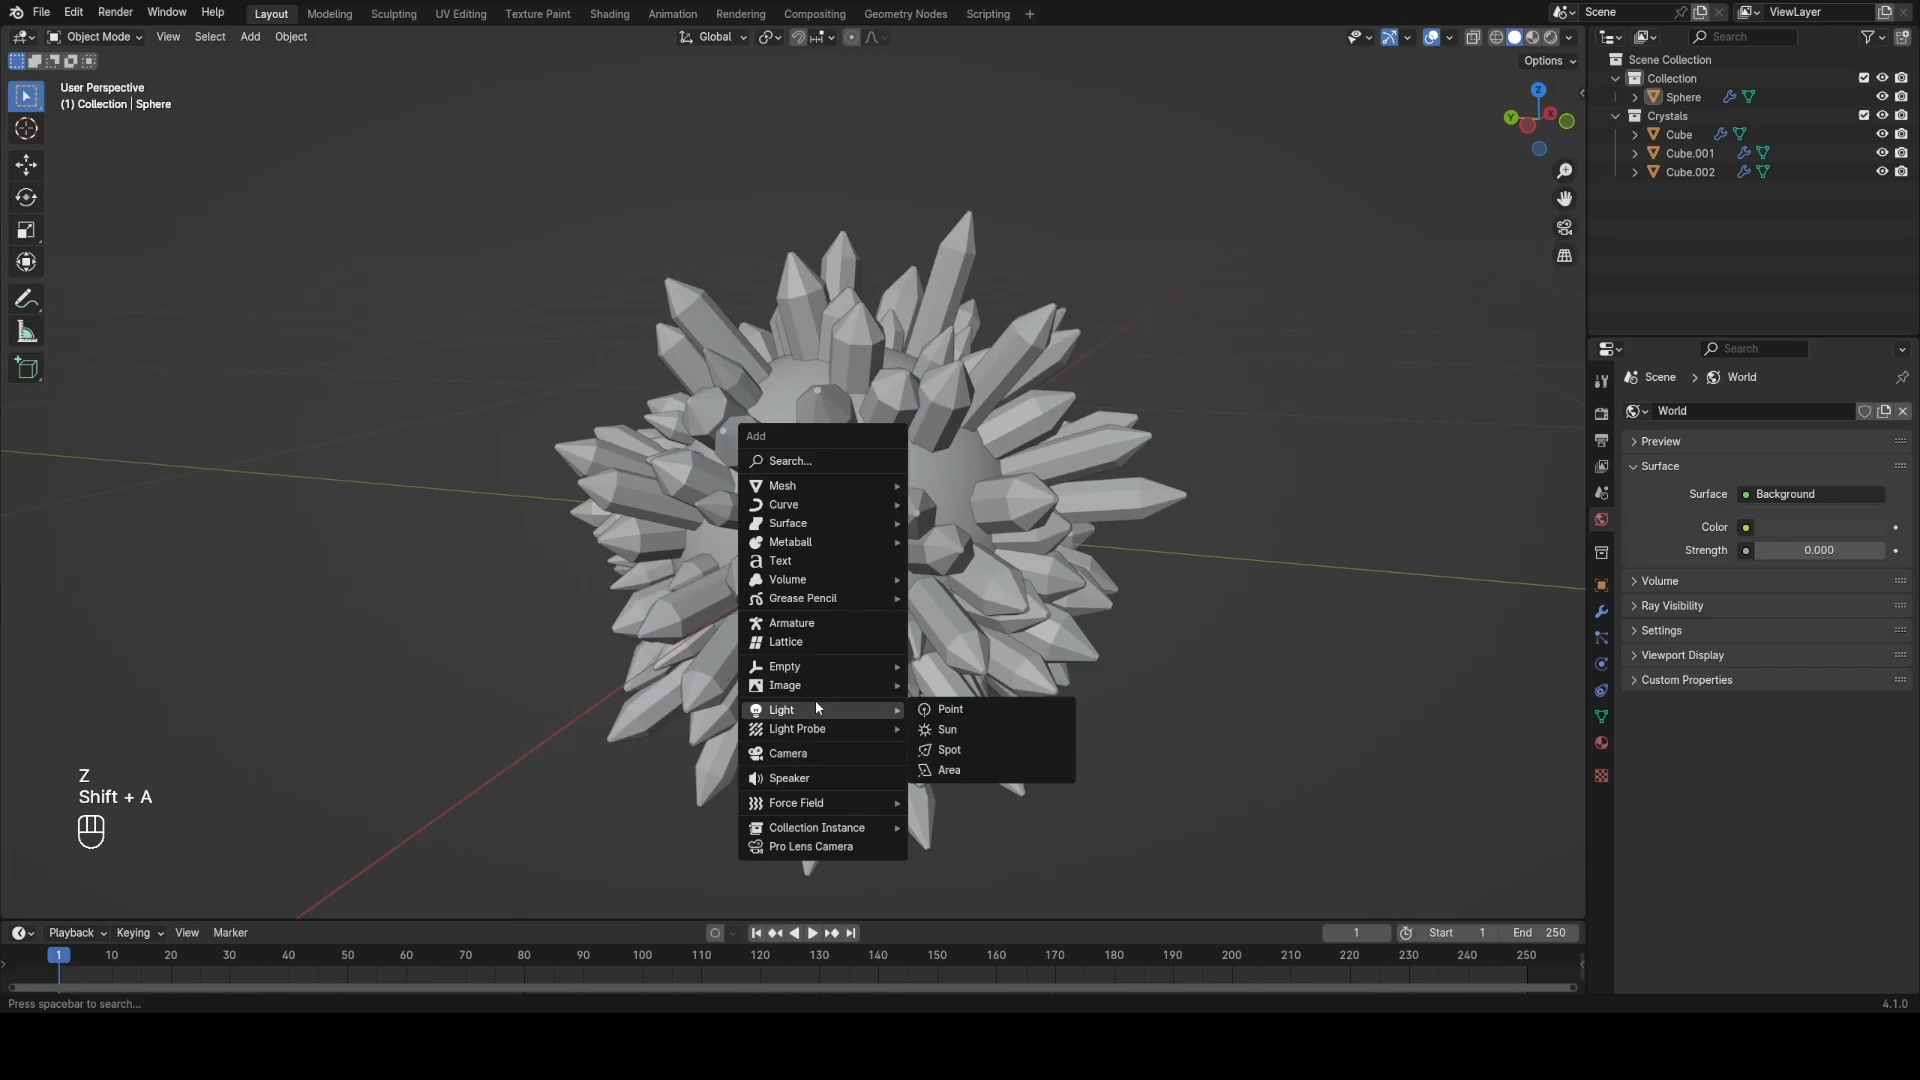 File Edit Render Window Help Layout Modeling Sculpting UV Editing Texture Paint Shading Animation Rendering Compositing Geometry Nodes Scripting + Scene ViewLayer
Object Mode View Select Add Object Global Search
Options
User Perspective
(1) Collection | Sphere
Z
Y
X
Scene Collection
Collection
Sphere
Crystals
Cube
Cube.001
Cube.002
Add
Search...
Mesh
Curve
Surface
Metaball
Text
Volume
Grease Pencil
Armature
Lattice
Empty
Image
Light
Light Probe
Camera
Speaker
Force Field
Collection Instance
Pro Lens Camera
Point
Sun
Spot
Area
Search
Scene > World
World
Preview
Surface
Surface Background
Color
Strength 0.000
Volume
Ray Visibility
Settings
Viewport Display
Custom Properties
Z
Shift + A
Playback Keying View Marker 1 Start 1 End 250
1 10 20 30 40 50 60 70 80 90 100 110 120 130 140 150 160 170 180 190 200 210 220 230 240 250
Press spacebar to search... 4.1.0